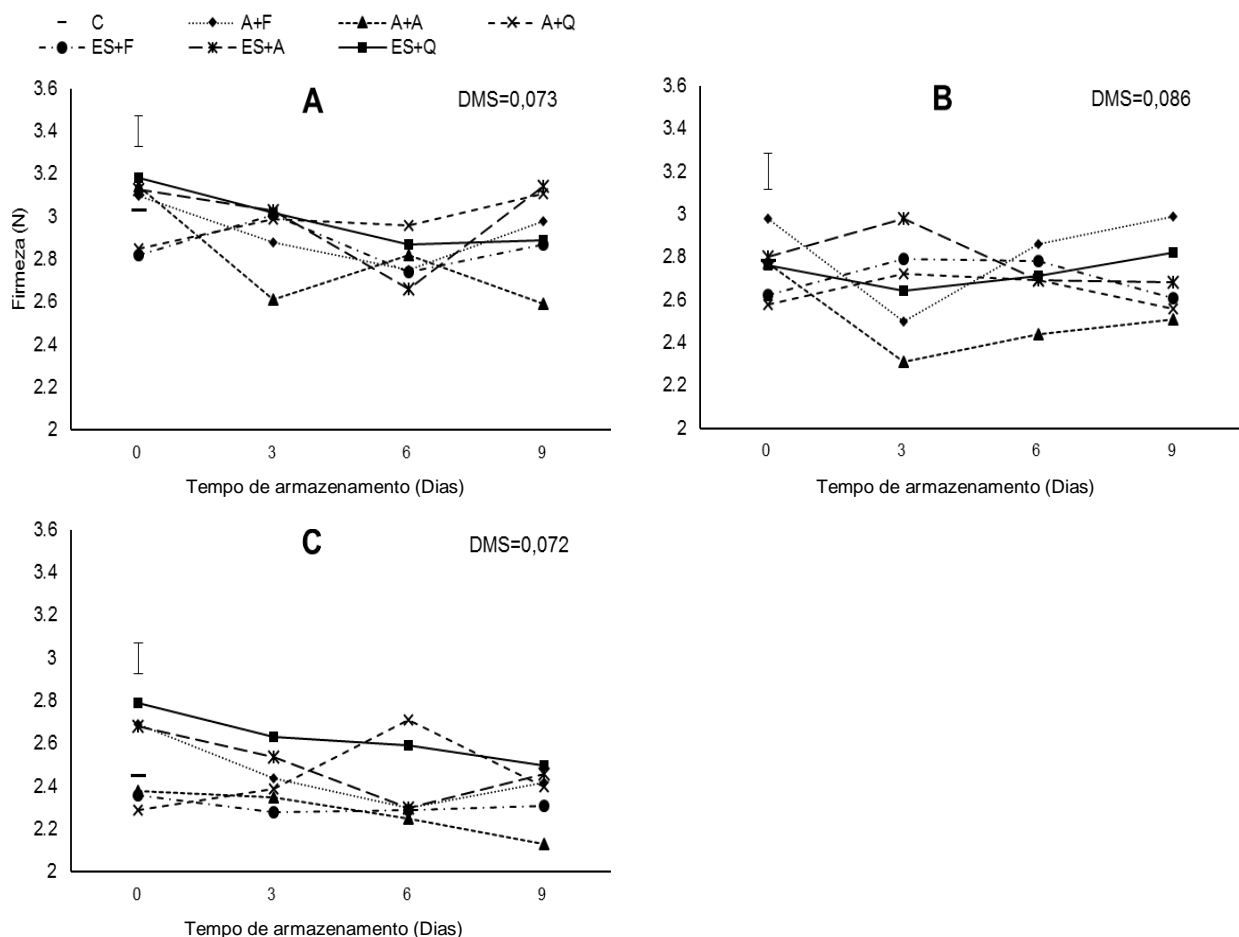 C A+F A+A A+Q
ES+F ES+A ES+Q
A DMS=0,073
3.6
3.4
3.2
3
2.8
2.6
2.4
2.2
2
Firmeza (N)
0 3 6 9
Tempo de armazenamento (Dias)
B DMS=0,086
3.6
3.4
3.2
3
2.8
2.6
2.4
2.2
2
0 3 6 9
Tempo de armazenamento (Dias)
C DMS=0,072
3.6
3.4
3.2
3
2.8
2.6
2.4
2.2
2
0 3 6 9
Tempo de armazenamento (Dias)